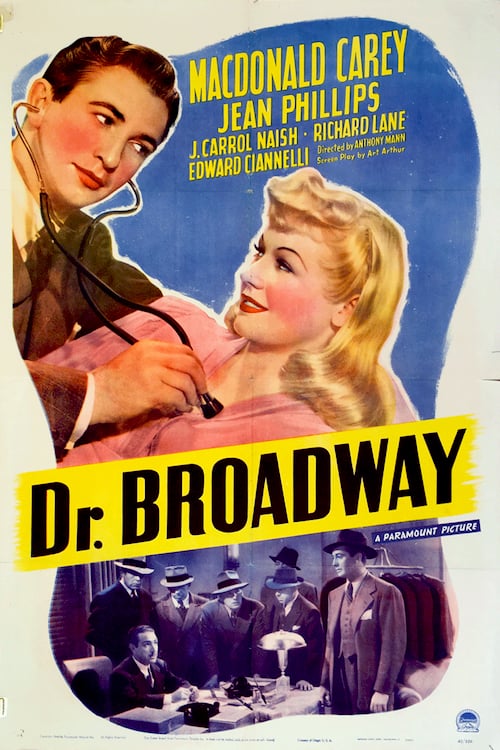 MACDONALD CAREY
JEAN PHILLIPS
J. CARROL NAISH · RICHARD LANE
EDWARD CIANNELLI
Directed by ANTHONY MANN
Screen Play by Art Arthur
Dr. BROADWAY
A PARAMOUNT PICTURE